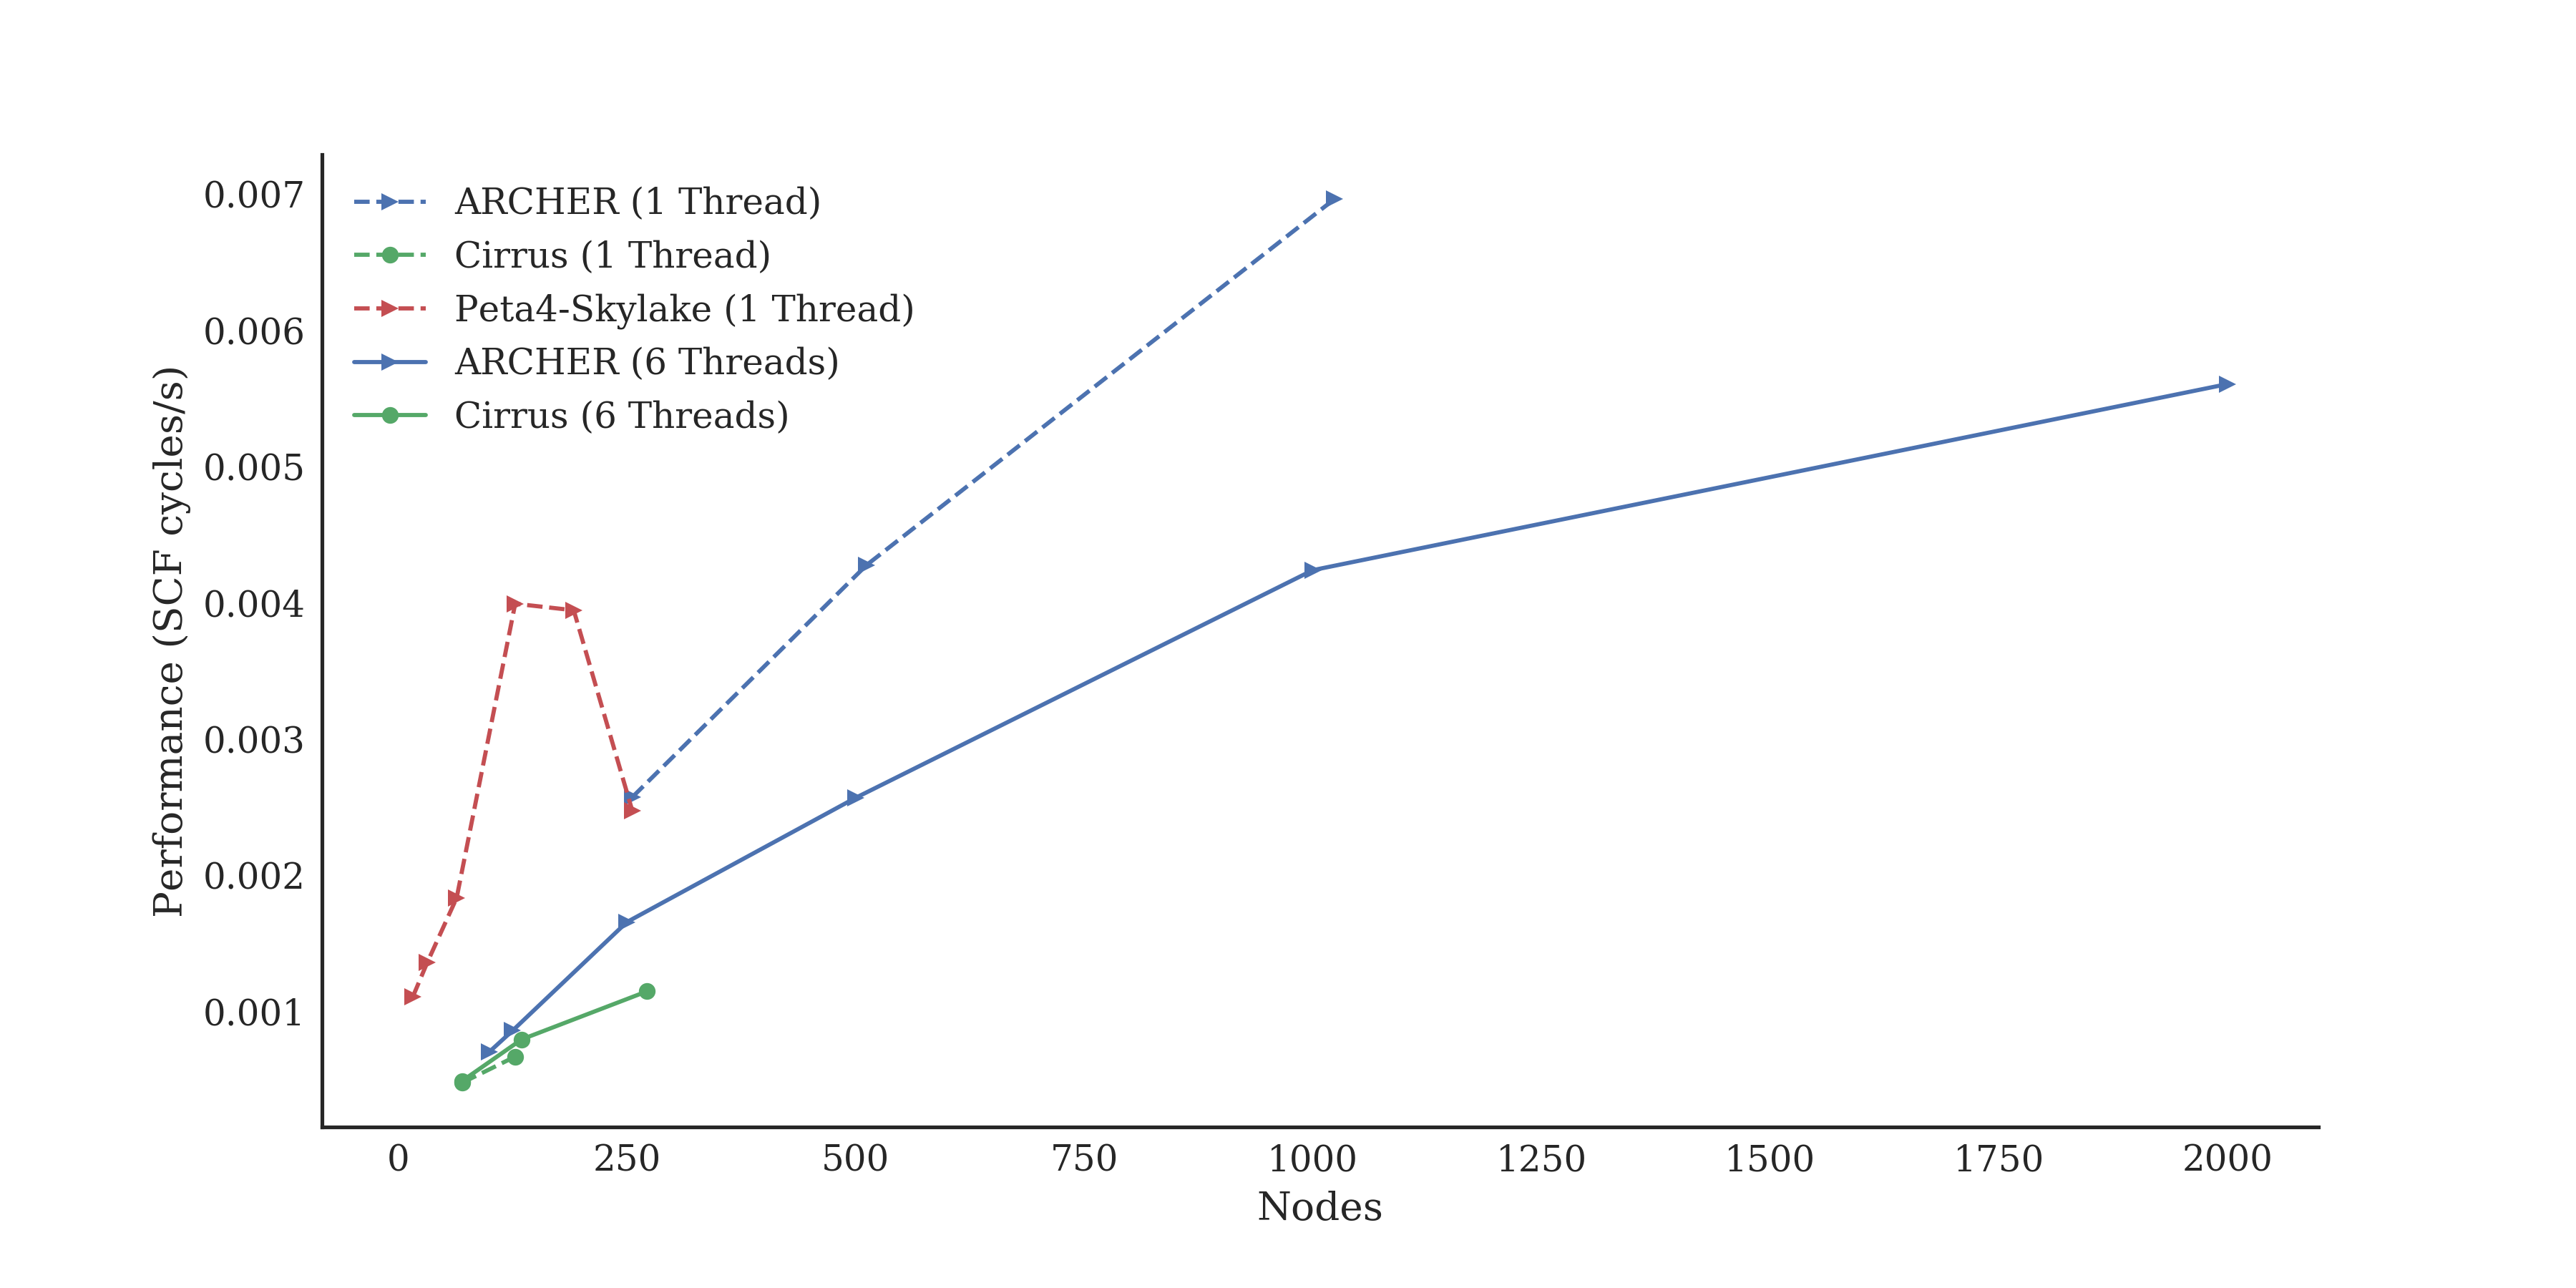 ARCHER (1 Thread)
Cirrus (1 Thread)
Peta4-Skylake (1 Thread)
ARCHER (6 Threads)
Cirrus (6 Threads)
Performance (SCF cycles/s)
0.007
0.006
0.005
0.004
0.003
0.002
0.001
0 250 500 750 1000 1250 1500 1750 2000
Nodes